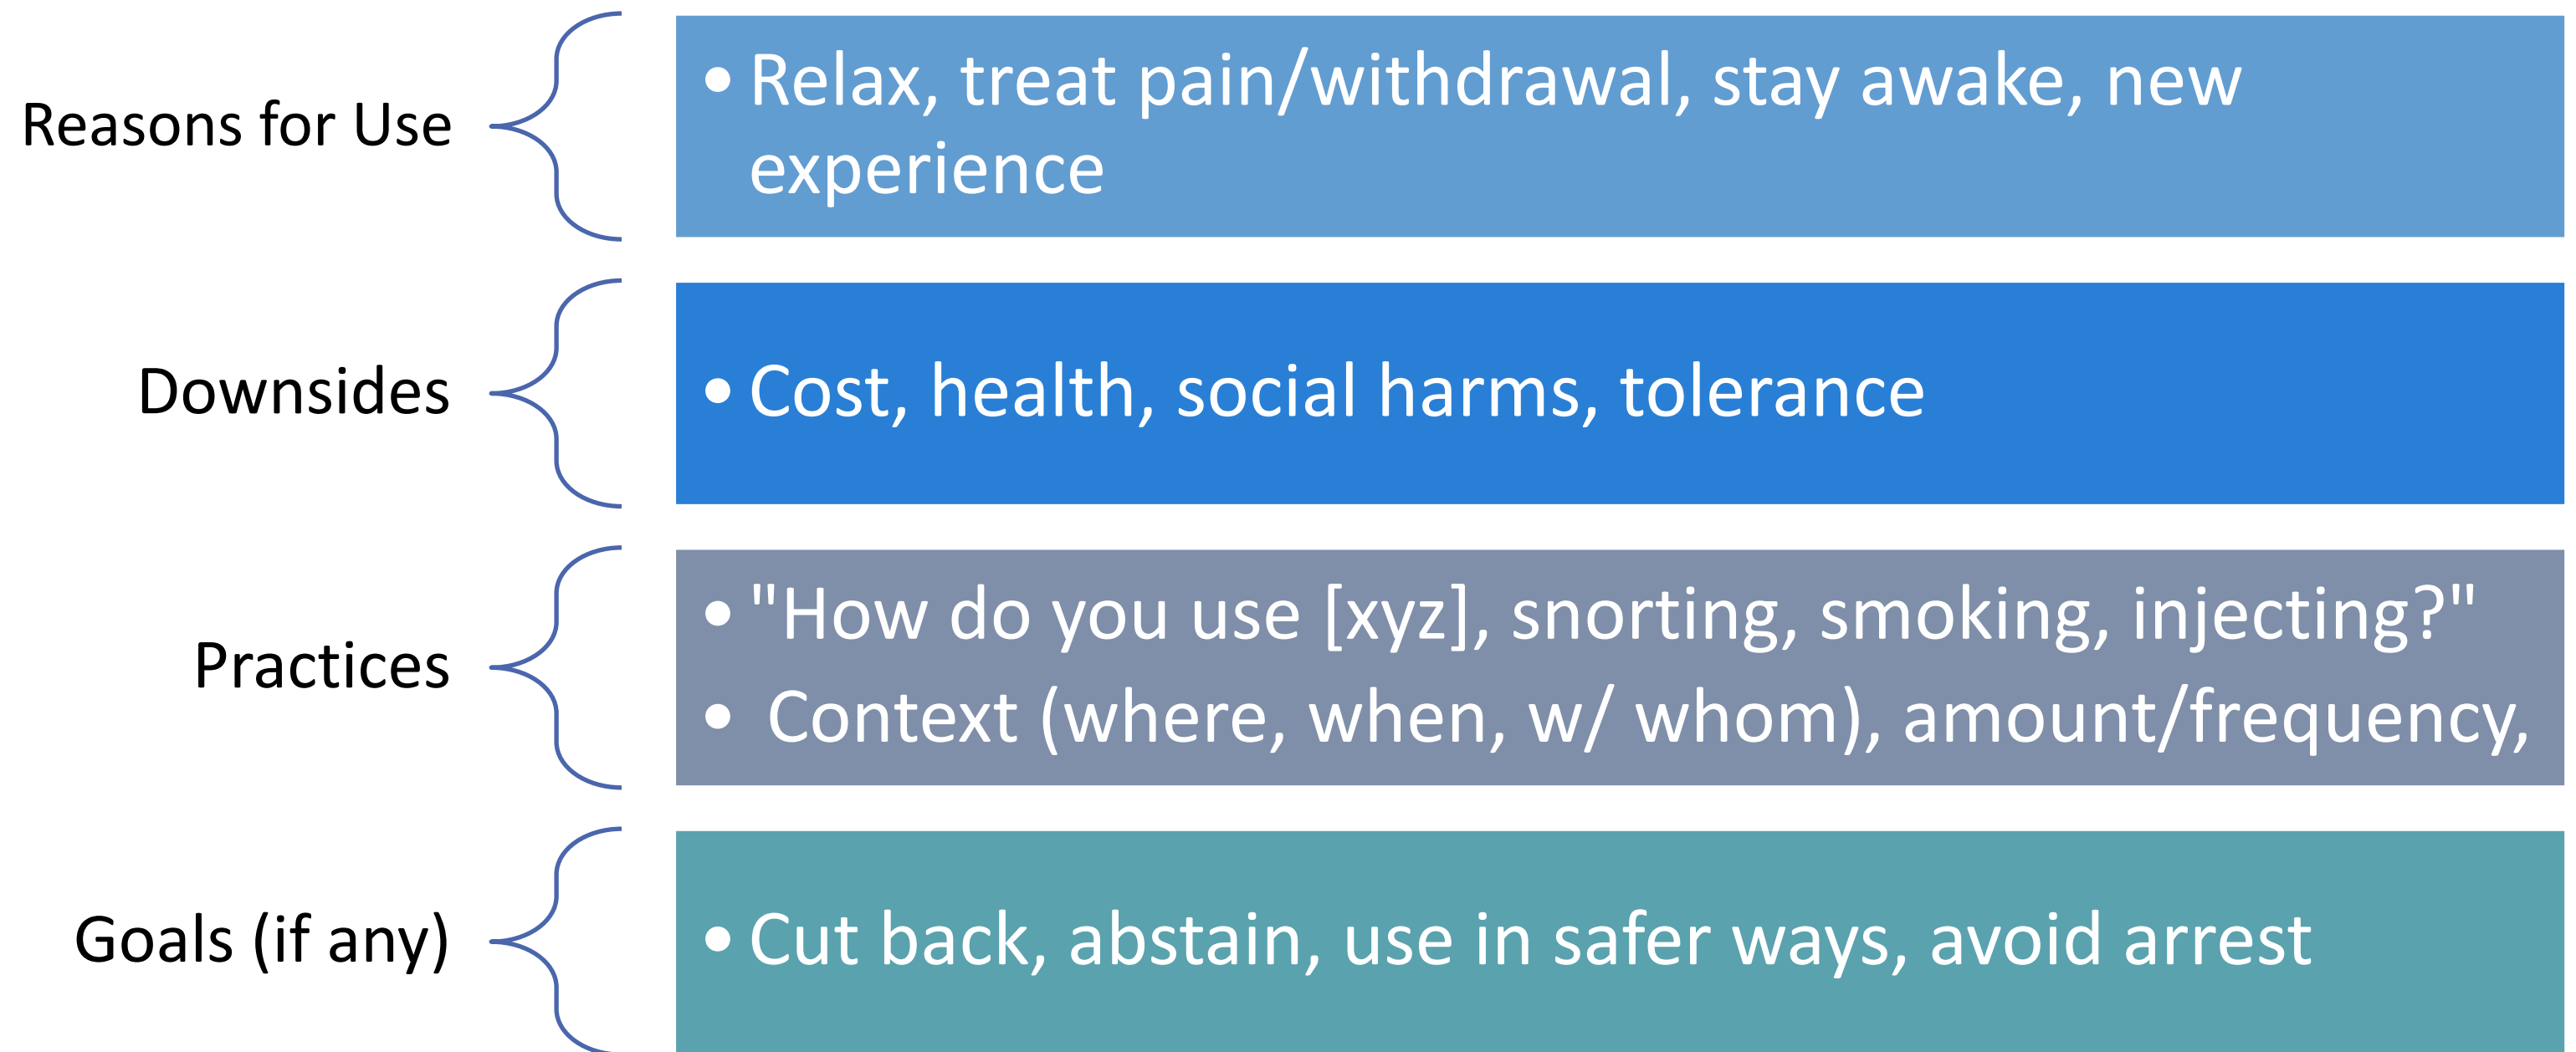 Reasons for Use
• Relax, treat pain/withdrawal, stay awake, new
experience
Downsides
• Cost, health, social harms, tolerance
Practices
• "How do you use [xyz], snorting, smoking, injecting?"
• Context (where, when, w/ whom), amount/frequency,
Goals (if any)
• Cut back, abstain, use in safer ways, avoid arrest